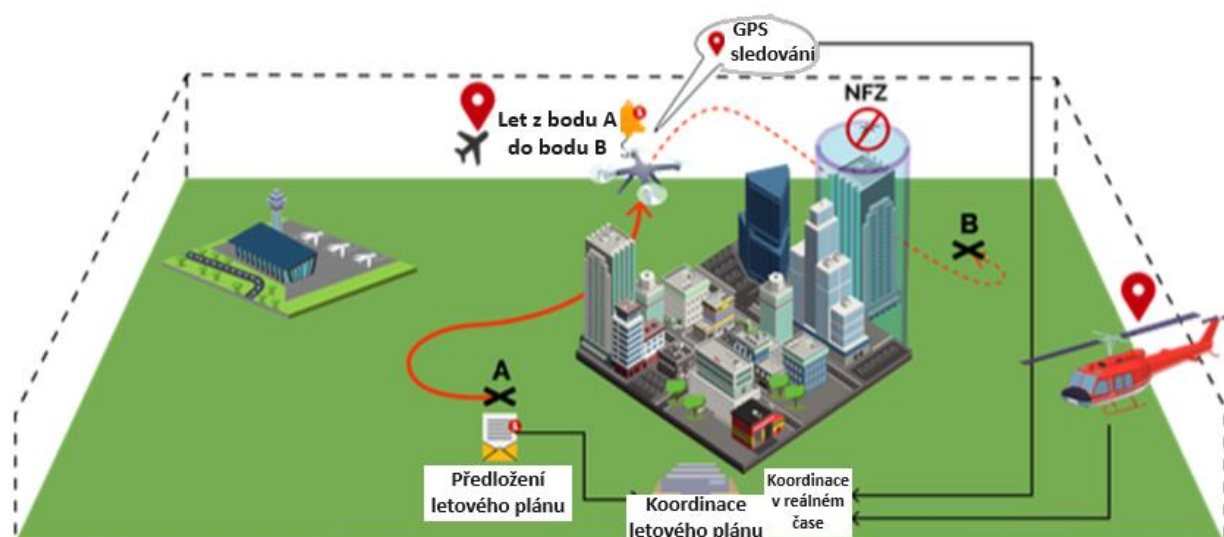 GPS
sledování
NFZ
Let z bodu A
do bodu B
B
A
Předložení
letového plánu
Koordinace
letového plánu
Koordinace
v reálném
čase